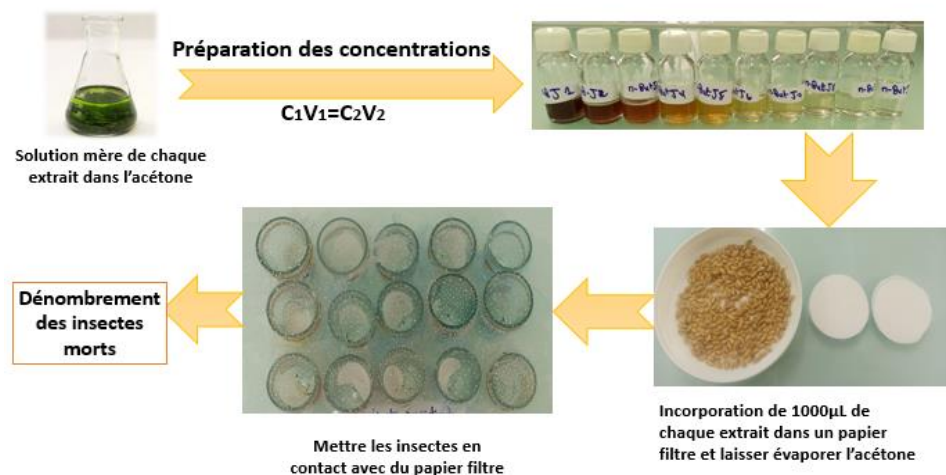 Préparation des concentrations
C₁V₁=C₂V₂
Solution mère de chaque
extrait dans l'acétone
Dénombrement
des insectes
morts
Mettre les insectes en
contact avec du papier filtre
Incorporation de 1000µL de
chaque extrait dans un papier
filtre et laisser évaporer l'acétone